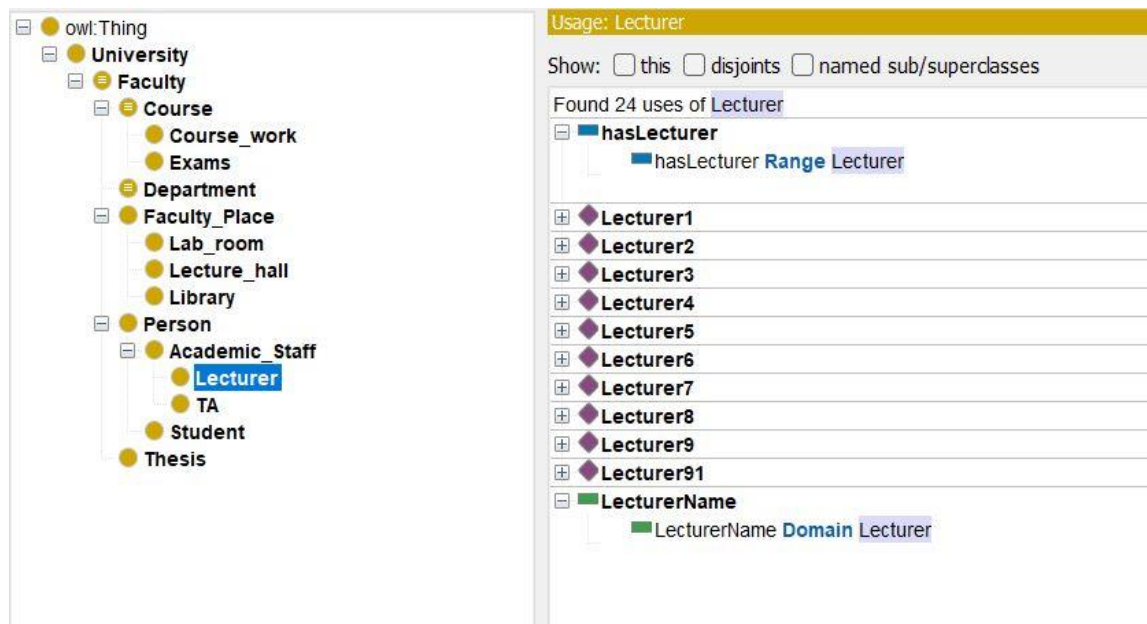 owl:Thing
University
Faculty
Course
Course_work
Exams
Department
Faculty_Place
Lab_room
Lecture_hall
Library
Person
Academic_Staff
Lecturer
TA
Student
Thesis
Usage: Lecturer
Show: this disjoints named sub/superclasses
Found 24 uses of Lecturer
hasLecturer
hasLecturer Range Lecturer
Lecturer1
Lecturer2
Lecturer3
Lecturer4
Lecturer5
Lecturer6
Lecturer7
Lecturer8
Lecturer9
Lecturer91
LecturerName
LecturerName Domain Lecturer